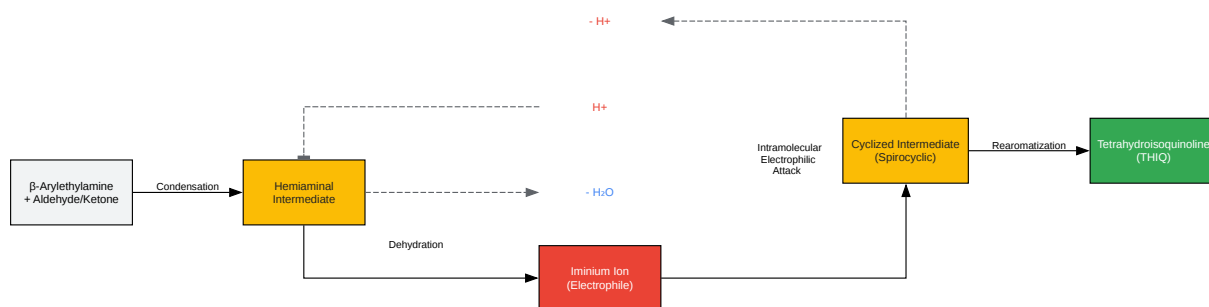 - H+
H+
β-Arylethylamine
+ Aldehyde/Ketone
Condensation
Hemiaminal
Intermediate
- H₂O
Dehydration
Iminium Ion
(Electrophile)
Intramolecular
Electrophilic
Attack
Cyclized Intermediate
(Spirocyclic)
Rearomatization
Tetrahydroisoquinoline
(THIQ)